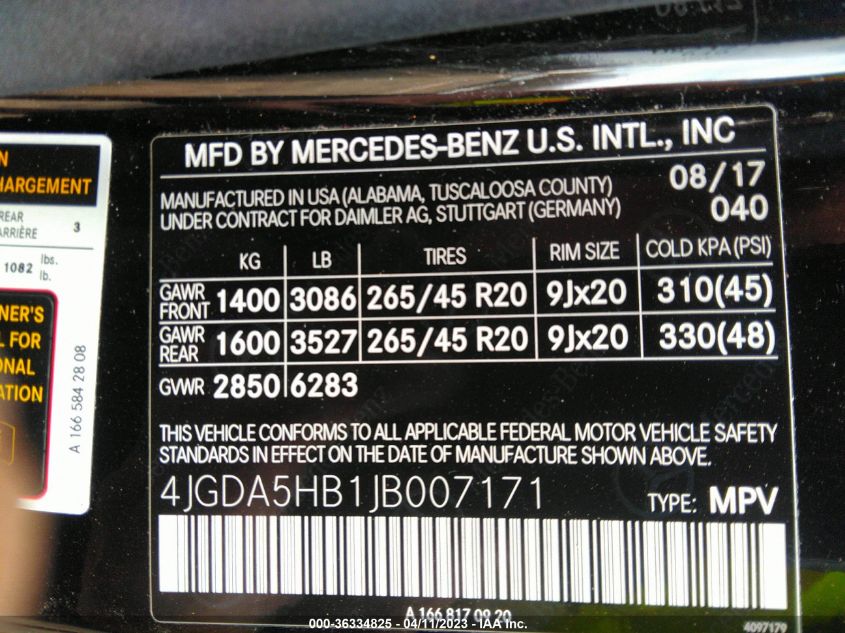 MFD BY MERCEDES-BENZ U.S. INTL., INC
MANUFACTURED IN USA (ALABAMA, TUSCALOOSA COUNTY) 08/17
UNDER CONTRACT FOR DAIMLER AG, STUTTGART (GERMANY) 040
KG LB TIRES RIM SIZE COLD KPA (PSI)
GAWR FRONT 1400 3086 265/45 R20 9Jx20 310(45)
GAWR REAR 1600 3527 265/45 R20 9Jx20 330(48)
GVWR 2850 6283
THIS VEHICLE CONFORMS TO ALL APPLICABLE FEDERAL MOTOR VEHICLE SAFETY
STANDARDS IN EFFECT ON THE DATE OF MANUFACTURE SHOWN ABOVE.
4JGDA5HB1JB007171 TYPE: MPV
A 166 817 09 20
4097179
HARGEMENT
REAR
ARRIÈRE 3
1082 lbs.
lb.
NER'S
L FOR
ONAL
ATION
A 166 584 28 08
000-36334825 - 04/11/2023 - IAA Inc.